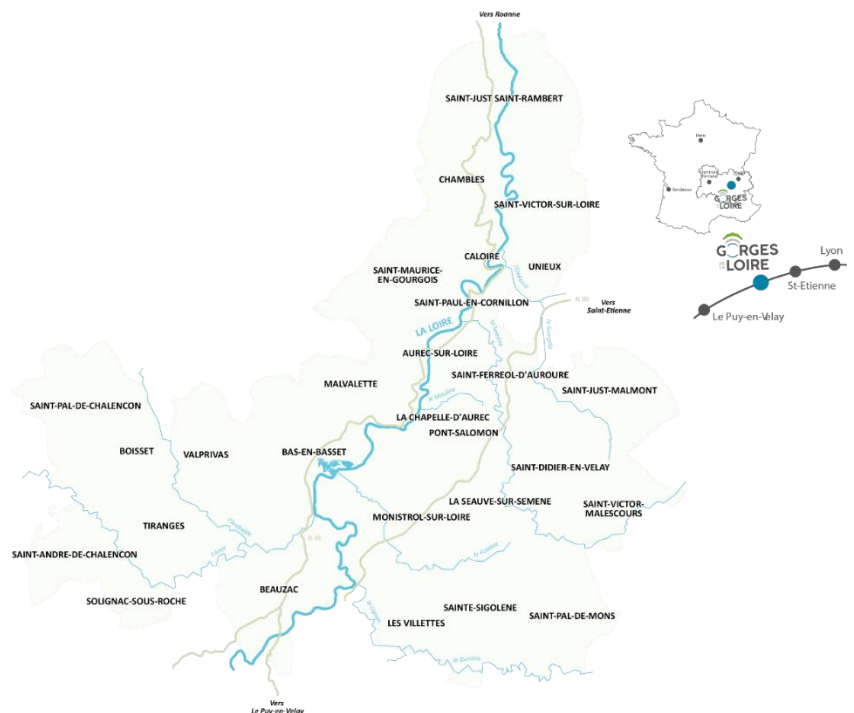 Vers Roanne
SAINT-JUST SAINT-RAMBERT
CHAMBLES
SAINT-VICTOR-SUR-LOIRE
CALOIRE
SAINT-MAURICE-
EN-GOURGOIS
UNIEUX
SAINT-PAUL-EN-CORNILLON
N 88
Vers
Saint-Etienne
LA LOIRE
AUREC-SUR-LOIRE
SAINT-FERREOL-D'AUROURE
MALVALETTE
SAINT-JUST-MALMONT
SAINT-PAL-DE-CHALENCON
LA CHAPELLE-D'AUREC
PONT-SALOMON
BOISSET
VALPRIVAS
BAS-EN-BASSET
SAINT-DIDIER-EN-VELAY
LA SEAUVE-SUR-SEMENE
SAINT-VICTOR-
MALESCOURS
MONISTROL-SUR-LOIRE
TIRANGES
SAINT-ANDRE-DE-CHALENCON
SOLIGNAC-SOUS-ROCHE
BEAUZAC
SAINTE-SIGOLENE
LES VILLETTES
SAINT-PAL-DE-MONS
Vers
Le Puy-en-Velay
Paris
Bordeaux
GORGES
LOIRE
GORGES
DE LA
LOIRE
Lyon
St-Etienne
Le Puy-en-Velay